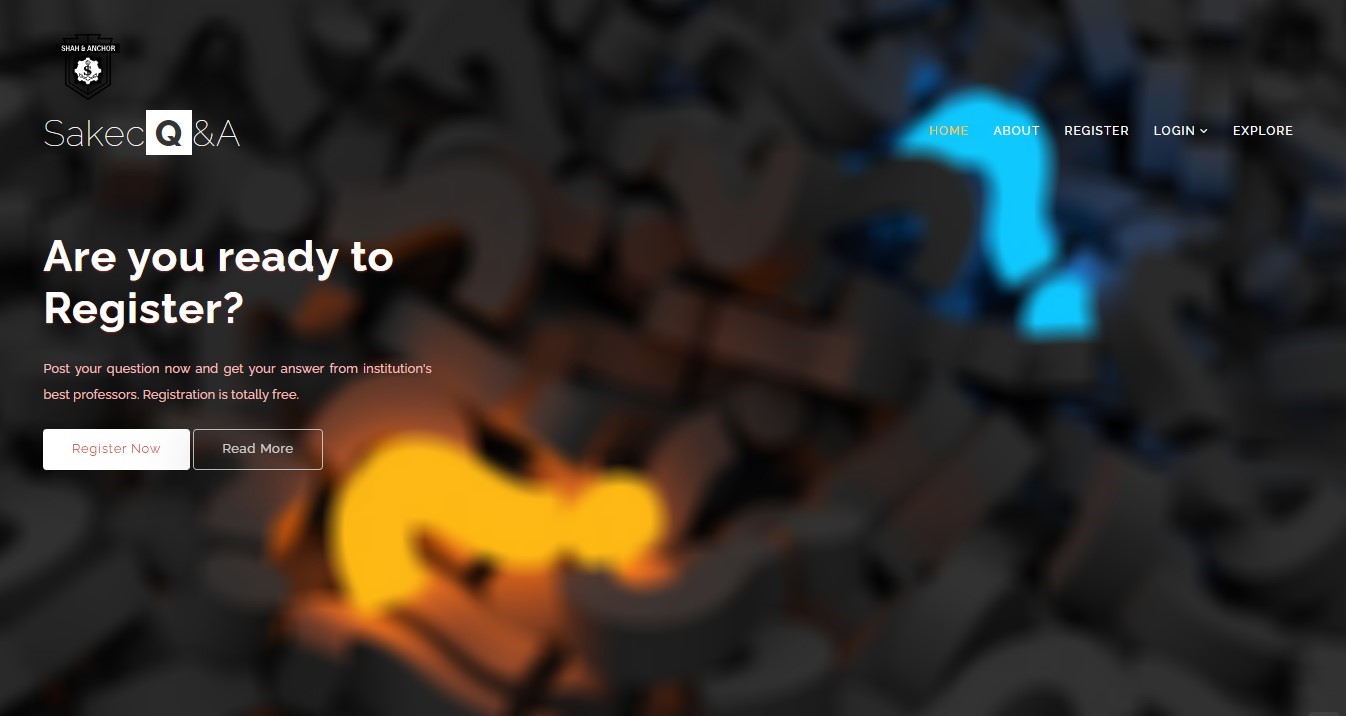 SHAH & ANCHOR
Sakec Q &A
HOME ABOUT REGISTER LOGIN EXPLORE
Are you ready to
Register?
Post your question now and get your answer from institution's
best professors. Registration is totally free.
Register Now Read More